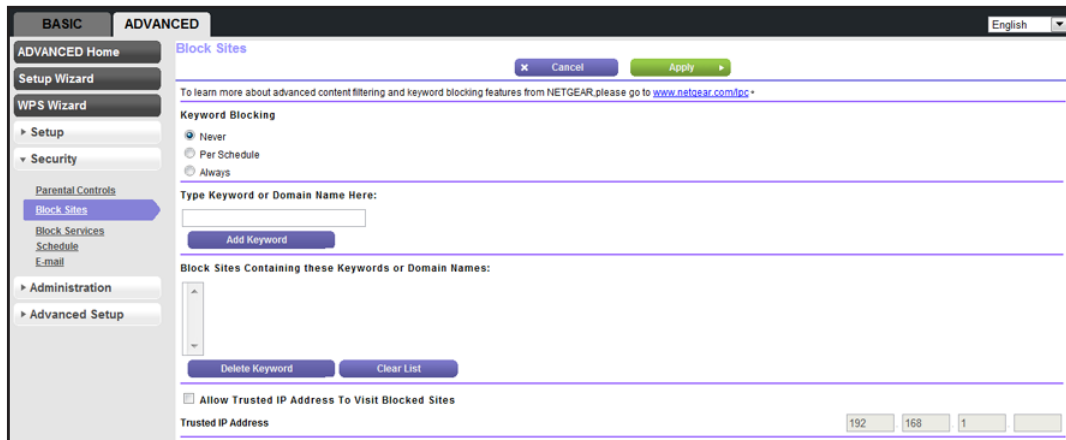 BASIC
ADVANCED
English
ADVANCED Home
Setup Wizard
WPS Wizard
Setup
Security
Parental Controls
Block Sites
Block Services
Schedule
E-mail
Administration
Advanced Setup
Block Sites
Cancel
Apply
To learn more about advanced content filtering and keyword blocking features from NETGEAR,please go to www.netgear.com/lpc
Keyword Blocking
Never
Per Schedule
Always
Type Keyword or Domain Name Here:
Add Keyword
Block Sites Containing these Keywords or Domain Names:
Delete Keyword
Clear List
Allow Trusted IP Address To Visit Blocked Sites
Trusted IP Address
192 . 168 . 1 .